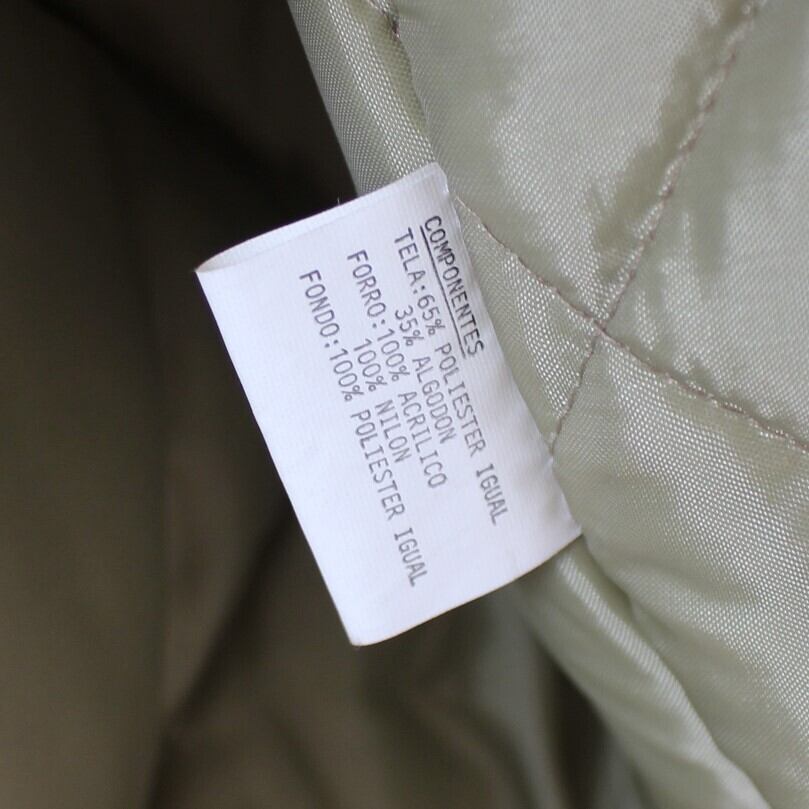 COMPONENTES
TELA:65% POLIESTER IGUAL
35% ALGODON
FORRO:100% ACRILICO
100% NILON
FONDO:100% POLIESTER IGUAL